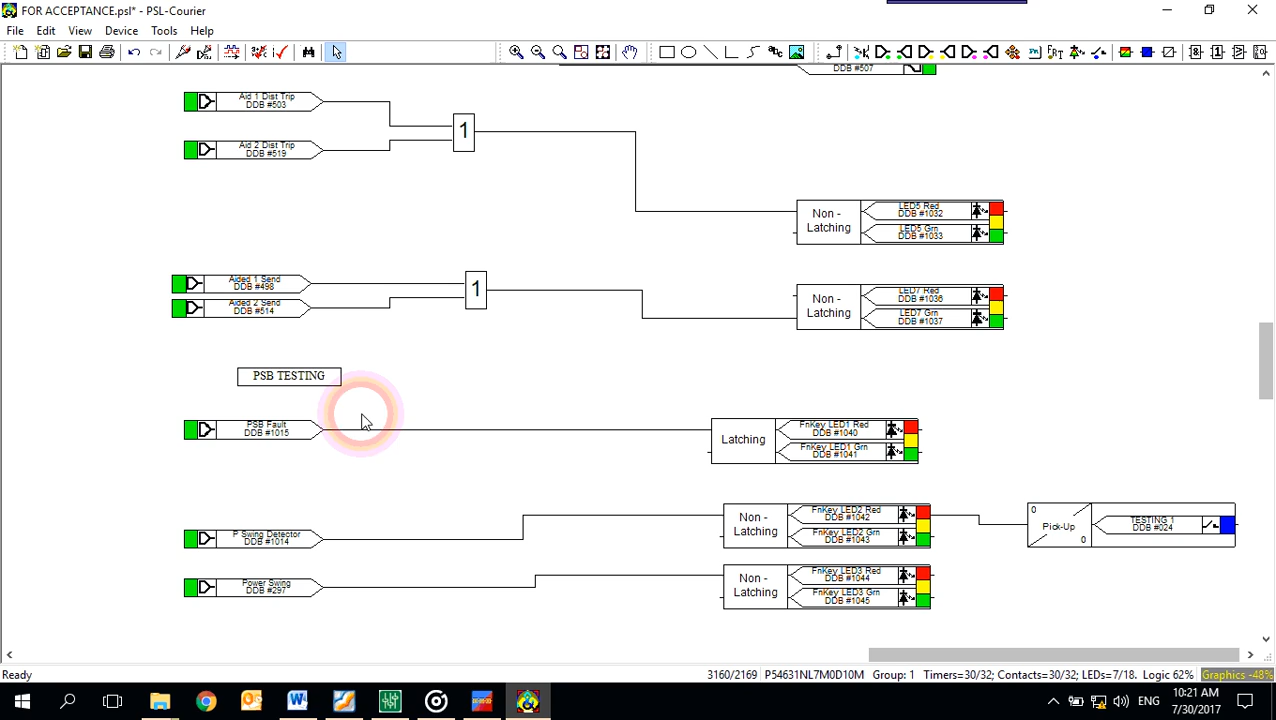 FOR ACCEPTANCE.psl* - PSL-Courier
File Edit View Device Tools Help
DDB #507
Aid 1 Dist Trip
DDB #503
1
Aid 2 Dist Trip
DDB #519
Non -
Latching
LED5 Red
DDB #1032
LED5 Grn
DDB #1033
Aided 1 Send
DDB #498
Aided 2 Send
DDB #514
1
Non -
Latching
LED7 Red
DDB #1036
LED7 Grn
DDB #1037
PSB TESTING
PSB Fault
DDB #1015
Latching
FnKey LED1 Red
DDB #1040
FnKey LED1 Grn
DDB #1041
P Swing Detector
DDB #1014
Non -
Latching
FnKey LED2 Red
DDB #1042
FnKey LED2 Grn
DDB #1043
0
Pick-Up
0
TESTING 1
DDB #024
Power Swing
DDB #297
Non -
Latching
FnKey LED3 Red
DDB #1044
FnKey LED3 Grn
DDB #1045
Ready
3160/2169 P54631NL7M0D10M Group: 1 Timers=30/32; Contacts=30/32; LEDs=7/18. Logic 62% Graphics -48%
ENG
10:21 AM
7/30/2017